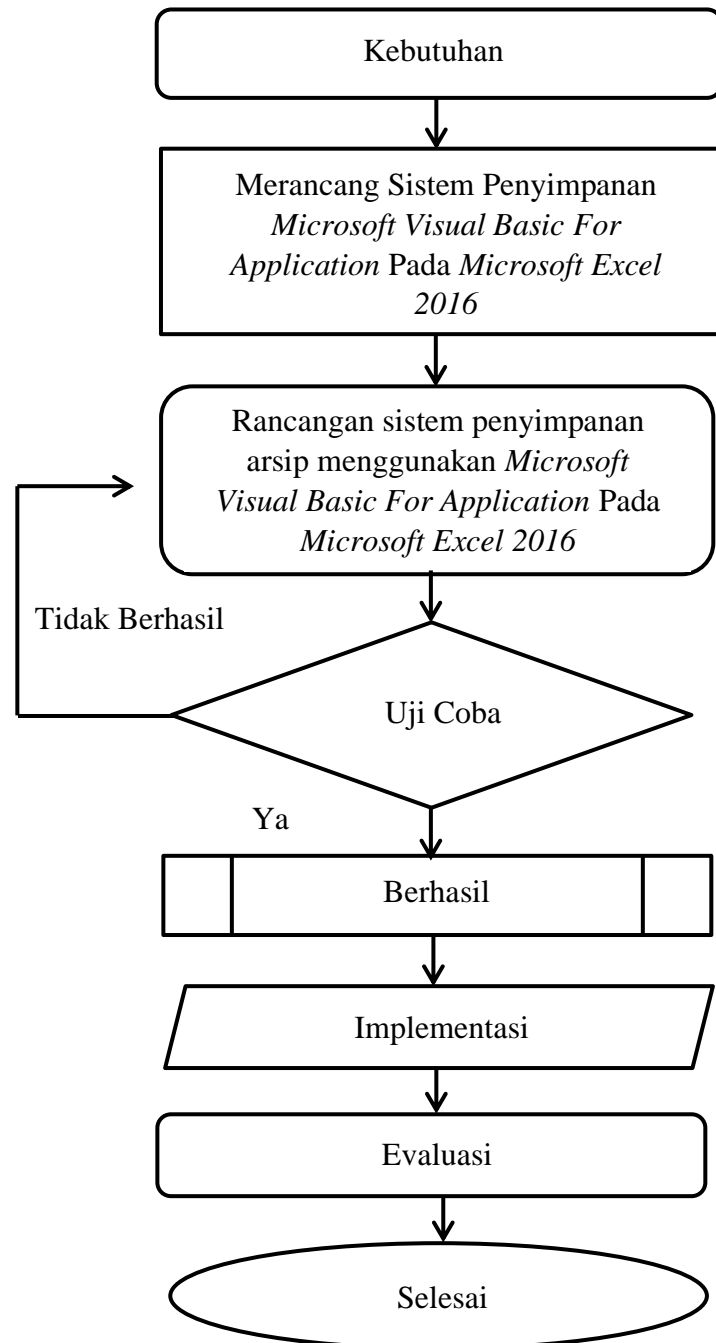 Kebutuhan
Merancang Sistem Penyimpanan
Microsoft Visual Basic For
Application Pada Microsoft Excel
2016
Rancangan sistem penyimpanan
arsip menggunakan Microsoft
Visual Basic For Application Pada
Microsoft Excel 2016
Tidak Berhasil
Uji Coba
Ya
Berhasil
Implementasi
Evaluasi
Selesai